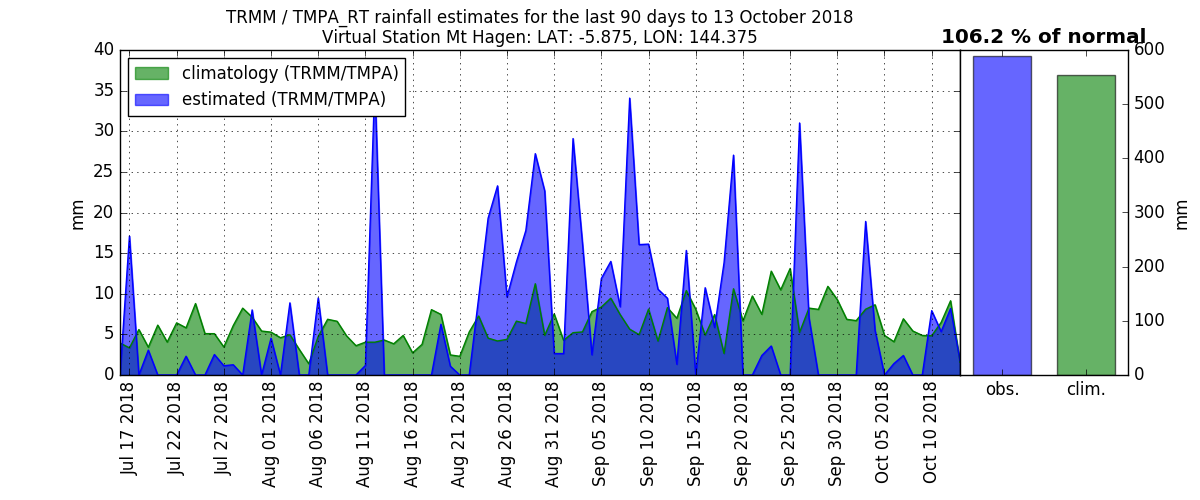 TRMM / TMPA_RT rainfall estimates for the last 90 days to 13 October 2018
Virtual Station Mt Hagen: LAT: -5.875, LON: 144.375
106.2 % of normal
climatology (TRMM/TMPA)
estimated (TRMM/TMPA)
mm
40
35
30
25
20
15
10
5
0
Jul 17 2018
Jul 22 2018
Jul 27 2018
Aug 01 2018
Aug 06 2018
Aug 11 2018
Aug 16 2018
Aug 21 2018
Aug 26 2018
Aug 31 2018
Sep 05 2018
Sep 10 2018
Sep 15 2018
Sep 20 2018
Sep 25 2018
Sep 30 2018
Oct 05 2018
Oct 10 2018
obs.
clim.
600
500
400
300
200
100
0
mm